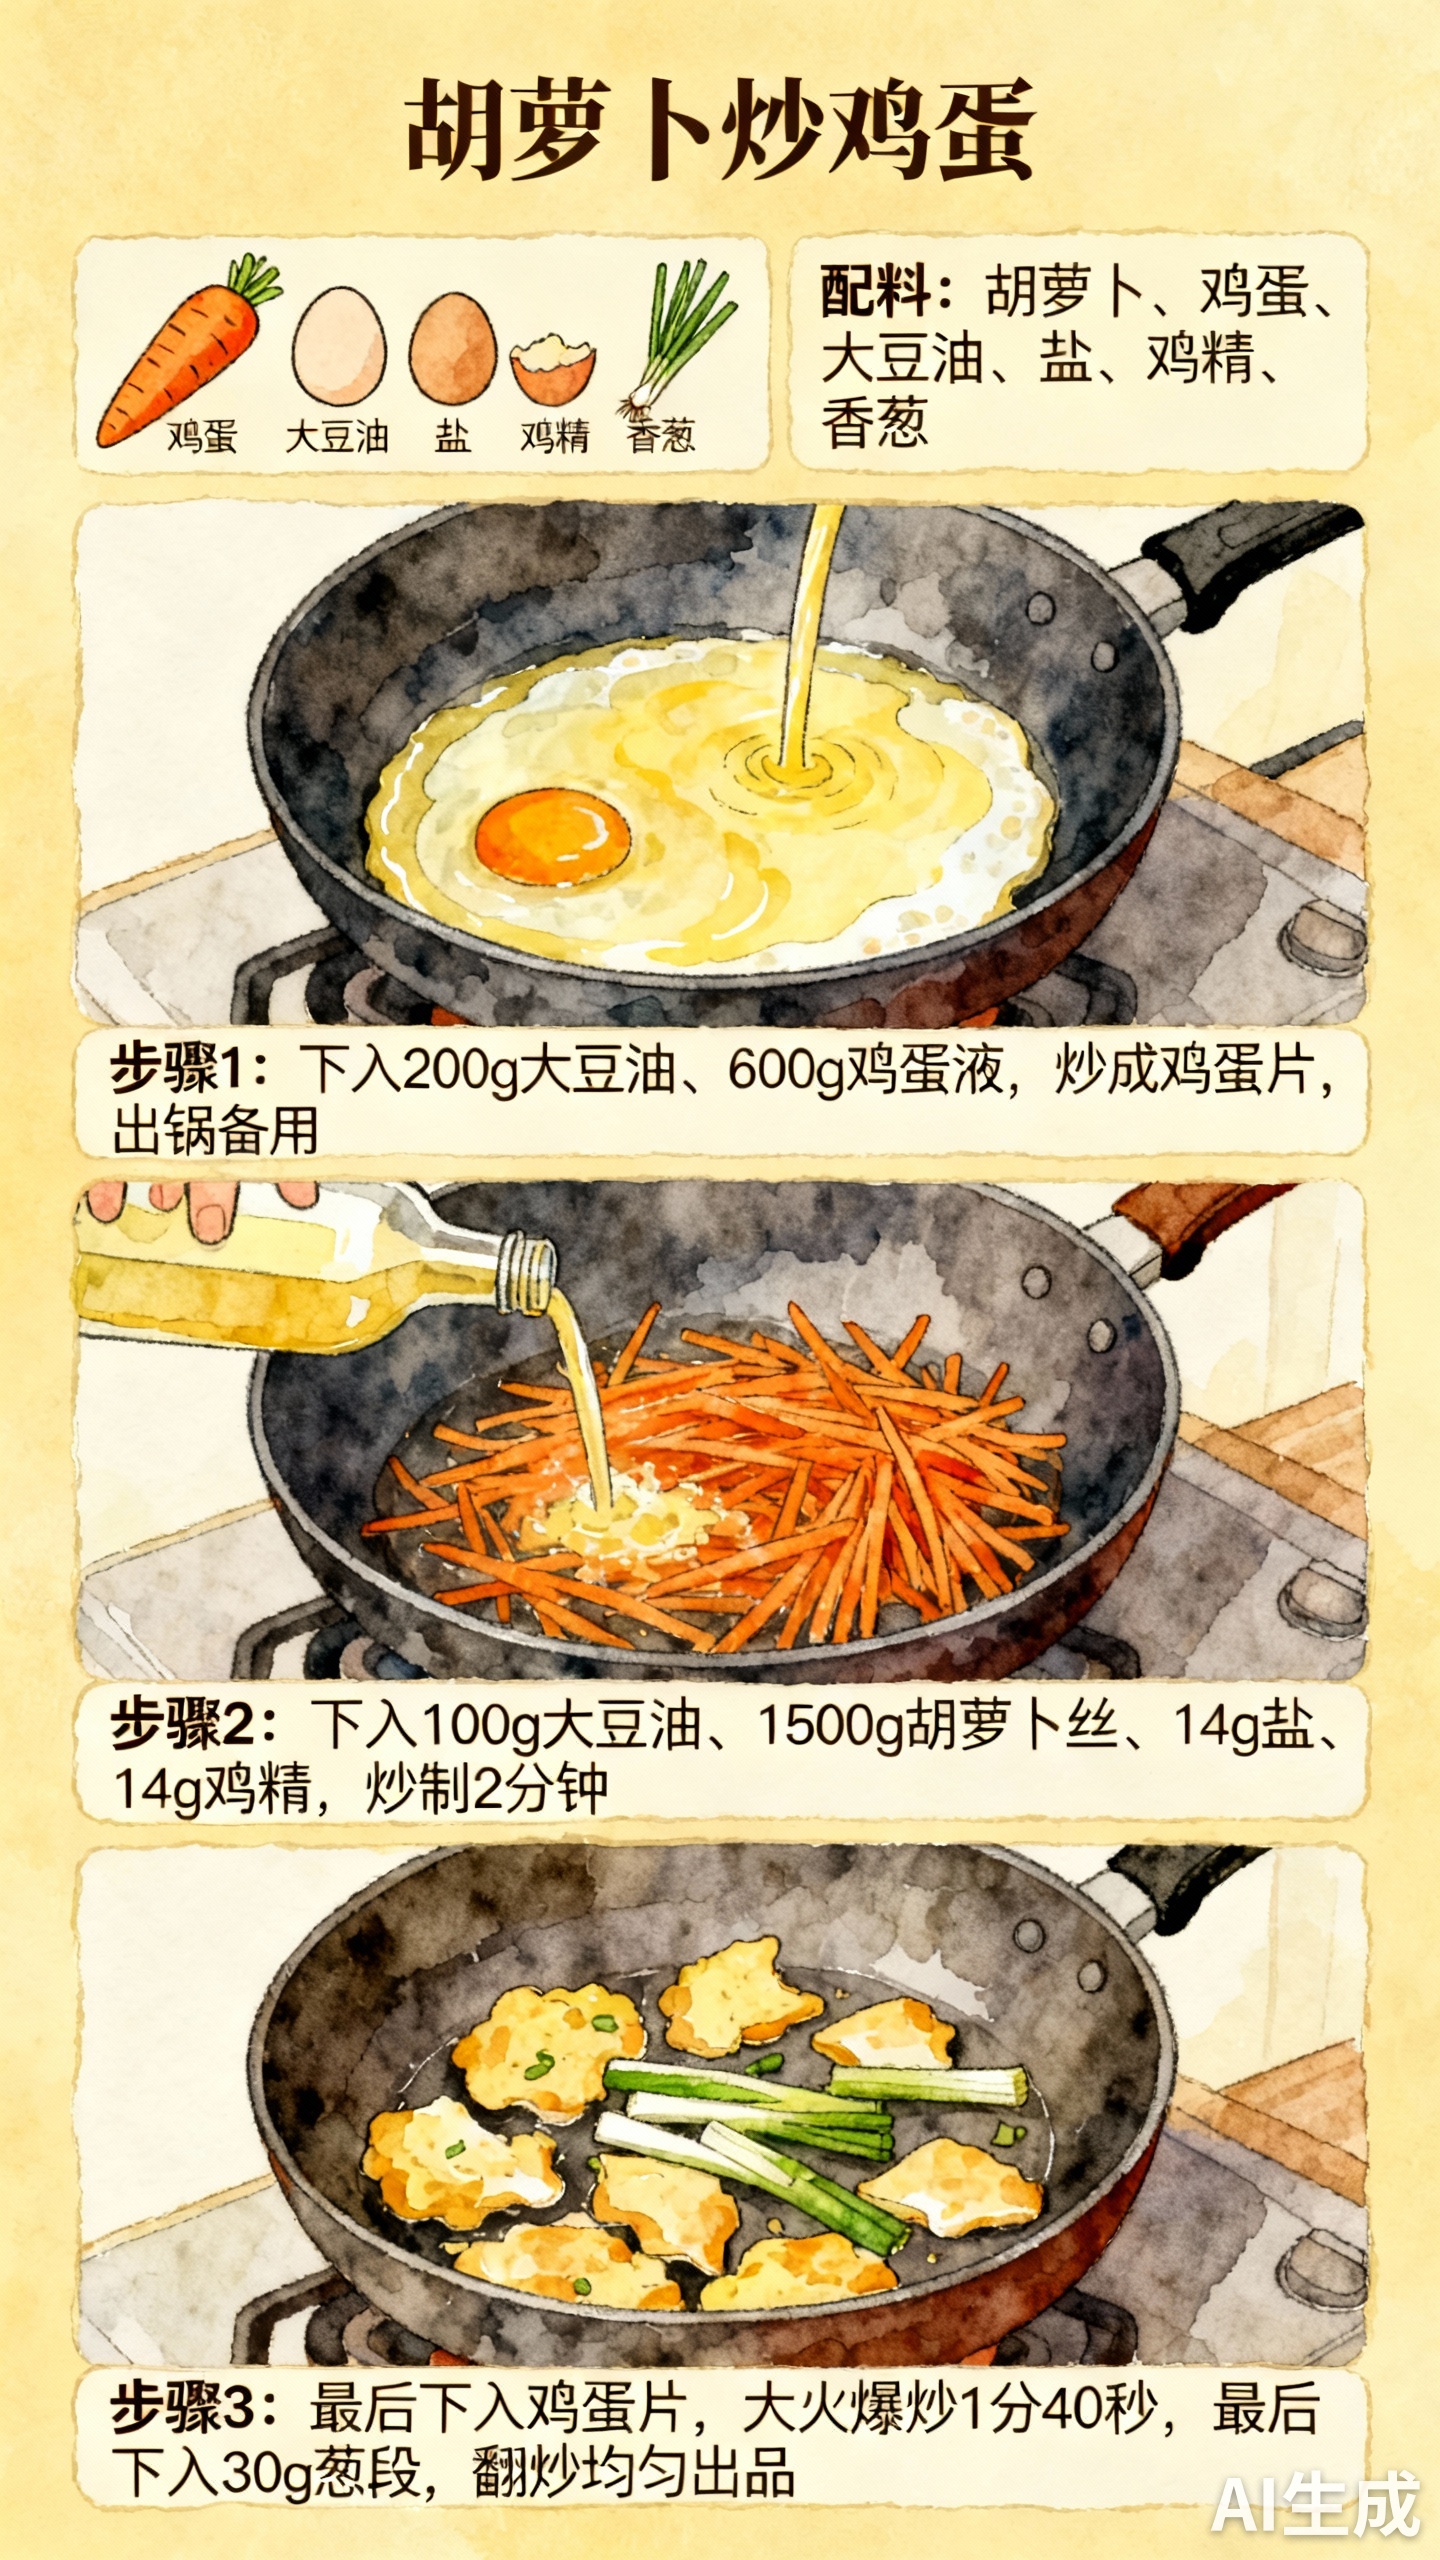 胡萝卜炒鸡蛋
鸡蛋 大豆油 盐 鸡精 香葱
配料：胡萝卜、鸡蛋、
大豆油、盐、鸡精、
香葱
步骤1：下入200g大豆油、600g鸡蛋液，炒成鸡蛋片，
出锅备用
步骤2：下入100g大豆油、1500g胡萝卜丝、14g盐、
14g鸡精，炒制2分钟
步骤3：最后下入鸡蛋片，大火爆炒1分40秒，最后
下入30g葱段，翻炒均匀出品
AI生成